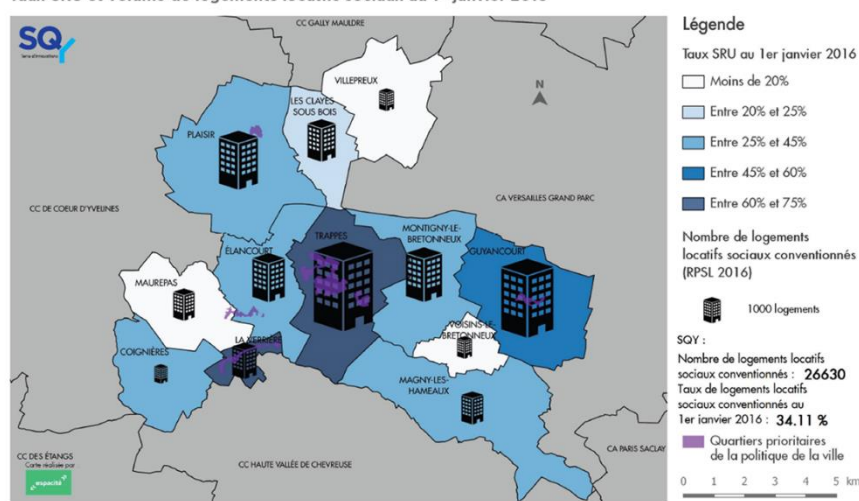 SQY
terre d'innovations
CC GALLY MAULDRE
VILLEPREUX
LES CLAYES
SOUS BOIS
PLAISIR
N
CC DE COEUR D'YVELINES
CA VERSAILLES GRAND PARC
TRAPPES
MONTIGNY-LE-
BRETONNEUX
ÉLANCOURT
GUYANCOURT
MAUREPAS
VOISINS-LE-
BRETONNEUX
COIGNIÈRES
LA VERRIÈRE
MAGNY-LES-
HAMEAUX
CC DES ÉTANGS
Carte réalisée par
espacité
CC HAUTE VALLÉE DE CHEVREUSE
CA PARIS SACLAY
Légende
Taux SRU au 1er janvier 2016
Moins de 20%
Entre 20% et 25%
Entre 25% et 45%
Entre 45% et 60%
Entre 60% et 75%
Nombre de logements
locatifs sociaux conventionnés
(RPSL 2016)
1000 logements
SQY :
Nombre de logements locatifs
sociaux conventionnés : 26630
Taux de logements locatifs
sociaux conventionnés au
1er janvier 2016 : 34.11 %
Quartiers prioritaires
de la politique de la ville
0 1 2 3 4 5 km